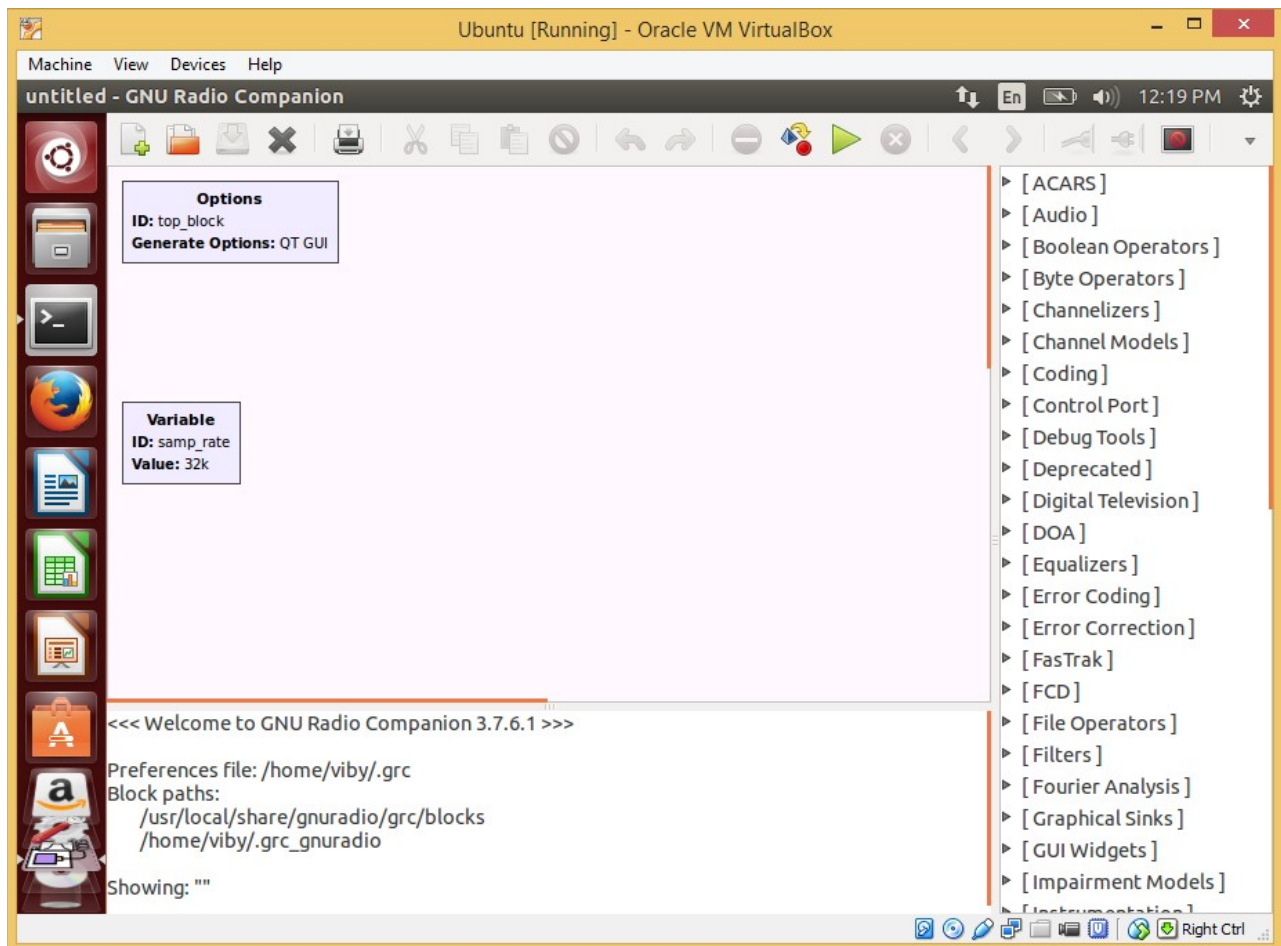 Ubuntu [Running] - Oracle VM VirtualBox
Machine View Devices Help
untitled - GNU Radio Companion
En
12:19 PM
Options
ID: top_block
Generate Options: QT GUI
Variable
ID: samp_rate
Value: 32k
<<< Welcome to GNU Radio Companion 3.7.6.1 >>>
Preferences file: /home/viby/.grc
Block paths:
/usr/local/share/gnuradio/grc/blocks
/home/viby/.grc_gnuradio
Showing: ""
[ ACARS ]
[ Audio ]
[ Boolean Operators ]
[ Byte Operators ]
[ Channelizers ]
[ Channel Models ]
[ Coding ]
[ Control Port ]
[ Debug Tools ]
[ Deprecated ]
[ Digital Television ]
[ DOA ]
[ Equalizers ]
[ Error Coding ]
[ Error Correction ]
[ FasTrak ]
[ FCD ]
[ File Operators ]
[ Filters ]
[ Fourier Analysis ]
[ Graphical Sinks ]
[ GUI Widgets ]
[ Impairment Models ]
[ Instrumentation ]
Right Ctrl